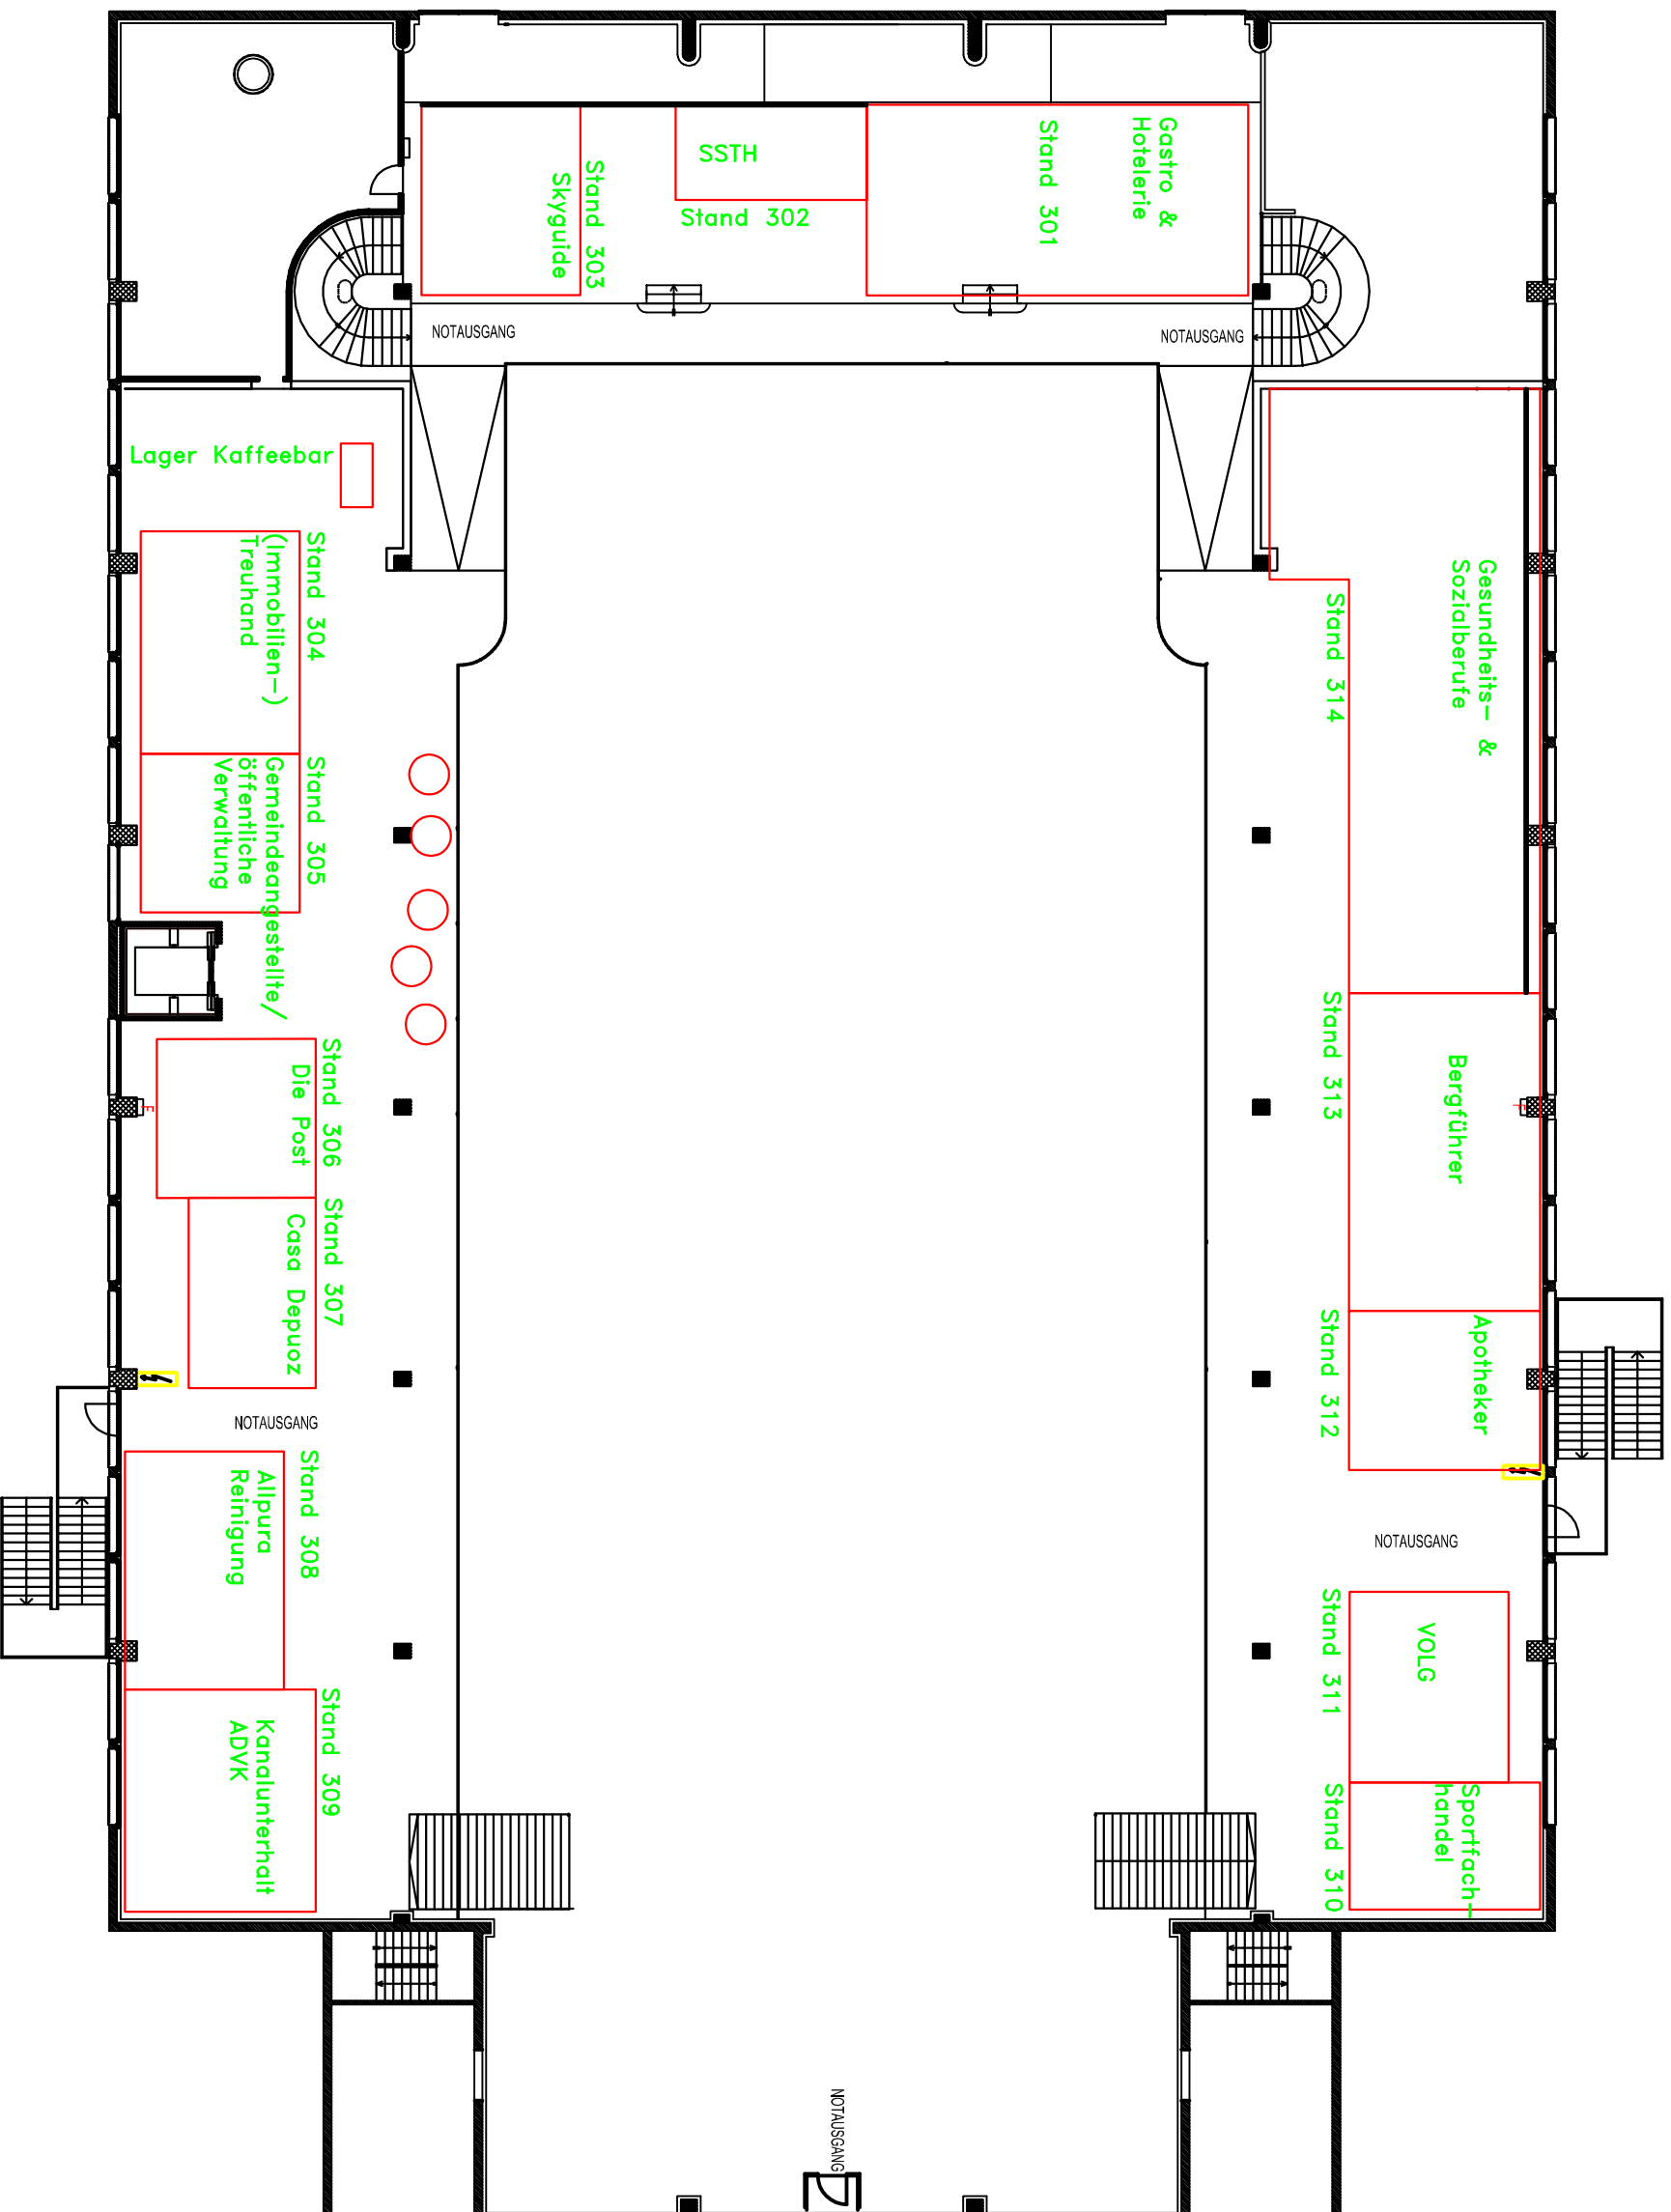 Gastro &
Hotelerie
Stand 301
SSTH
Stand 302
Stand 303
Skyguide
NOTAUSGANG
NOTAUSGANG
Lager Kaffeebar
Stand 304
(Immobilien-)
Treuhand
Stand 305
Gemeindeangestellte/
öffentliche
Verwaltung
Stand 306
Die Post
Stand 307
Casa Depuoz
NOTAUSGANG
Stand 308
Allpura
Reinigung
Stand 309
Kanalunterhalt
ADVK
Gesundheits- &
Sozialberufe
Stand 314
Bergführer
Stand 313
Apotheker
Stand 312
NOTAUSGANG
VOLG
Stand 311
Sportfach-
handel
Stand 310
NOTAUSGANG
F
F